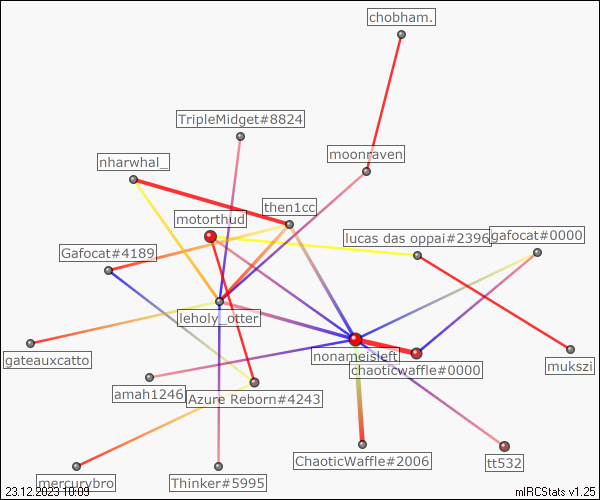 chobham.
TripleMidget#8824
moonraven
nharwhal_
then1cc
motorthud
lucas das oppai#2396
gafocat#0000
Gafocat#4189
leholy_otter
nonameisleft
gateauxcatto
chaoticwaffle#0000
mukszi
amah1246
Azure Reborn#4243
ChaoticWaffle#2006
tt532
mercurybro
Thinker#5995
23.12.2023 10:09
mIRCStats v1.25